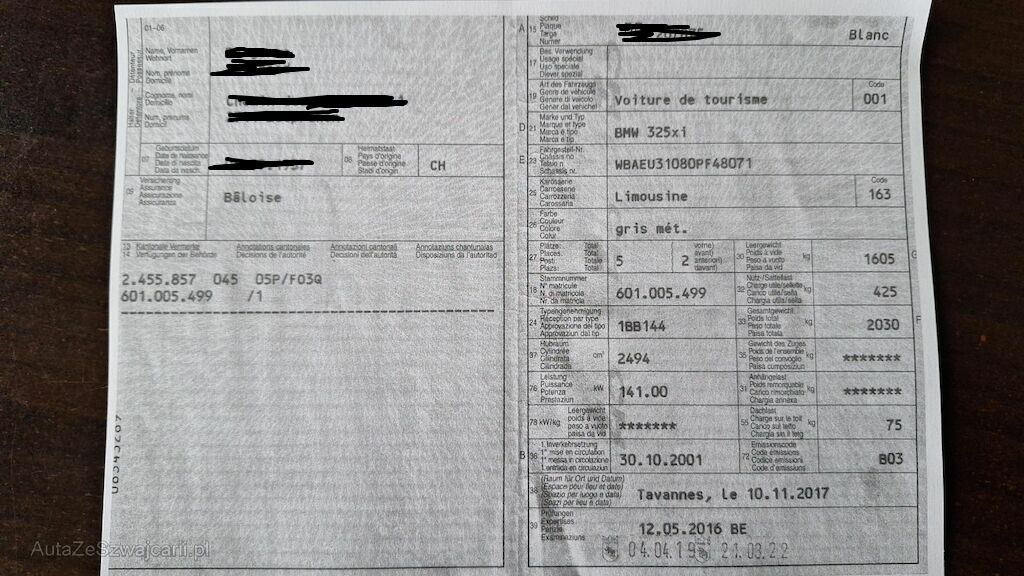 01-06
Name, Vornamen
Wohnort
Nom, prénoms
Domicile
Cognome, nomi
Domicilio
Num, prenums
Domicil
07
Geburtsdatum
Date de naissance
Data di nascita
Data da nasch.
08
Heimatstaat
Pays d'origine
Paese d'origine
Stadi d'origin
CH
09
Versicherung
Assurance
Assicurazione
Assicuranza
Bâloise
13 Kantonale Vermerke Annotations cantonales Annotazioni cantonali Annotaziuns chantunalas
14 Verfügungen der Behörde Décisions de l'autorité Decisioni dell'autorità Disposiziuns da l'autoritad
2.455.857 045 05P/F03Q
601.005.499 /1
A 15
Schild
Plaque
Targa
Numer
Blanc
17
Bes. Verwendung
Usage spécial
Uso speciale
Diever spezial
19
Art des Fahrzeugs
Genre de véhicule
Genere di veicolo
Gener dal vehichel
Voiture de tourisme
Code
001
D 21
Marke und Typ
Marque et type
Marca e tipo
Marca e tip
BMW 325xi
E 23
Fahrgestell-Nr.
Châssis no
Telaio n.
Schassis nr.
WBAEU31080PF48071
25
Karosserie
Carrosserie
Carrozzeria
Carossaria
Limousine
Code
163
26
Farbe
Couleur
Colore
Colur
gris mét.
27
Plätze: Total
Places: Total
Posti: Totale
Plazs: Total
5
vorne)
avant)
anteriori)
davant)
2
30
Leergewicht
Poids à vide
Peso a vuoto
Paisa da vid
kg
1605
G
18
Stammnummer
N° matricule
N. di matricola
Nr. da matricla
601.005.499
32
Nutz-/Sattellast
Charge utile/sellette
Carico utile/sella
Chargia utila/sella
kg
425
24
Typengenehmigung
Réception par type
Approvazione del tipo
Approvaziun dal tip
1BB144
33
Gesamtgewicht
Poids total
Peso totale
Paisa totala
kg
2030
F
37
Hubraum
Cylindrée
Cilindrata
Cilindrada
cm³
2494
35
Gewicht des Zuges
Poids de l'ensemble
Peso del convoglio
Paisa cumposiziun
kg
*******
76
Leistung
Puissance
Potenza
Prestaziun
kW
141.00
31
Anhängelast
Poids remorquable
Carico rimorchiato
Chargia annexa
kg
*******
78 kW/kg
Leergewicht
poids à vide
peso a vuoto
paisa da vid
*******
55
Dachlast
Charge sur le toit
Carico sul tetto
Chargia sin il tetg
kg
75
B 36
1. Inverkehrsetzung
1re mise en circulation
1a messa in circolazione
1. entrada en circulaziun
30.10.2001
72
Emissionscode
Code émissions
Codice emissioni
Code d'emissiuns
B03
38
(Raum für Ort und Datum)
(Espace pour lieu et date)
(Spazio per luogo e data)
(Spazi per lieu e data)
Tavannes, le 10.11.2017
39
Prüfungen
Expertises
Perizie
Examinaziuns
12.05.2016 BE
04.04.19 21.03.22
AutaZeSzwajcarii.pl